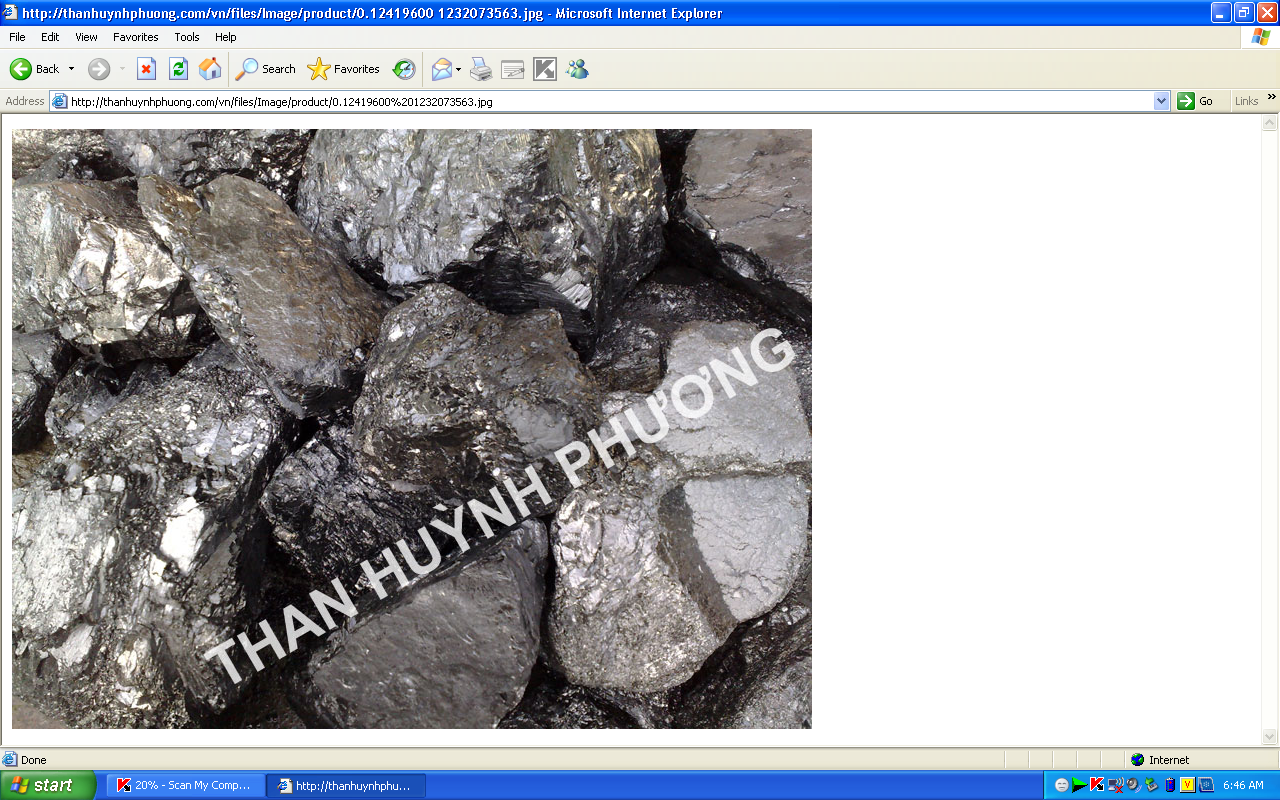 http://thanhuynhphuong.com/vn/files/Image/product/0.12419600 1232073563.jpg - Microsoft Internet Explorer
File Edit View Favorites Tools Help
Back Search Favorites
Address http://thanhuynhphuong.com/vn/files/Image/product/0.12419600%201232073563.jpg Go Links »
THAN HUỲNH PHƯƠNG
Done Internet
start 20% - Scan My Comp... http://thanhuynhphu... 6:46 AM